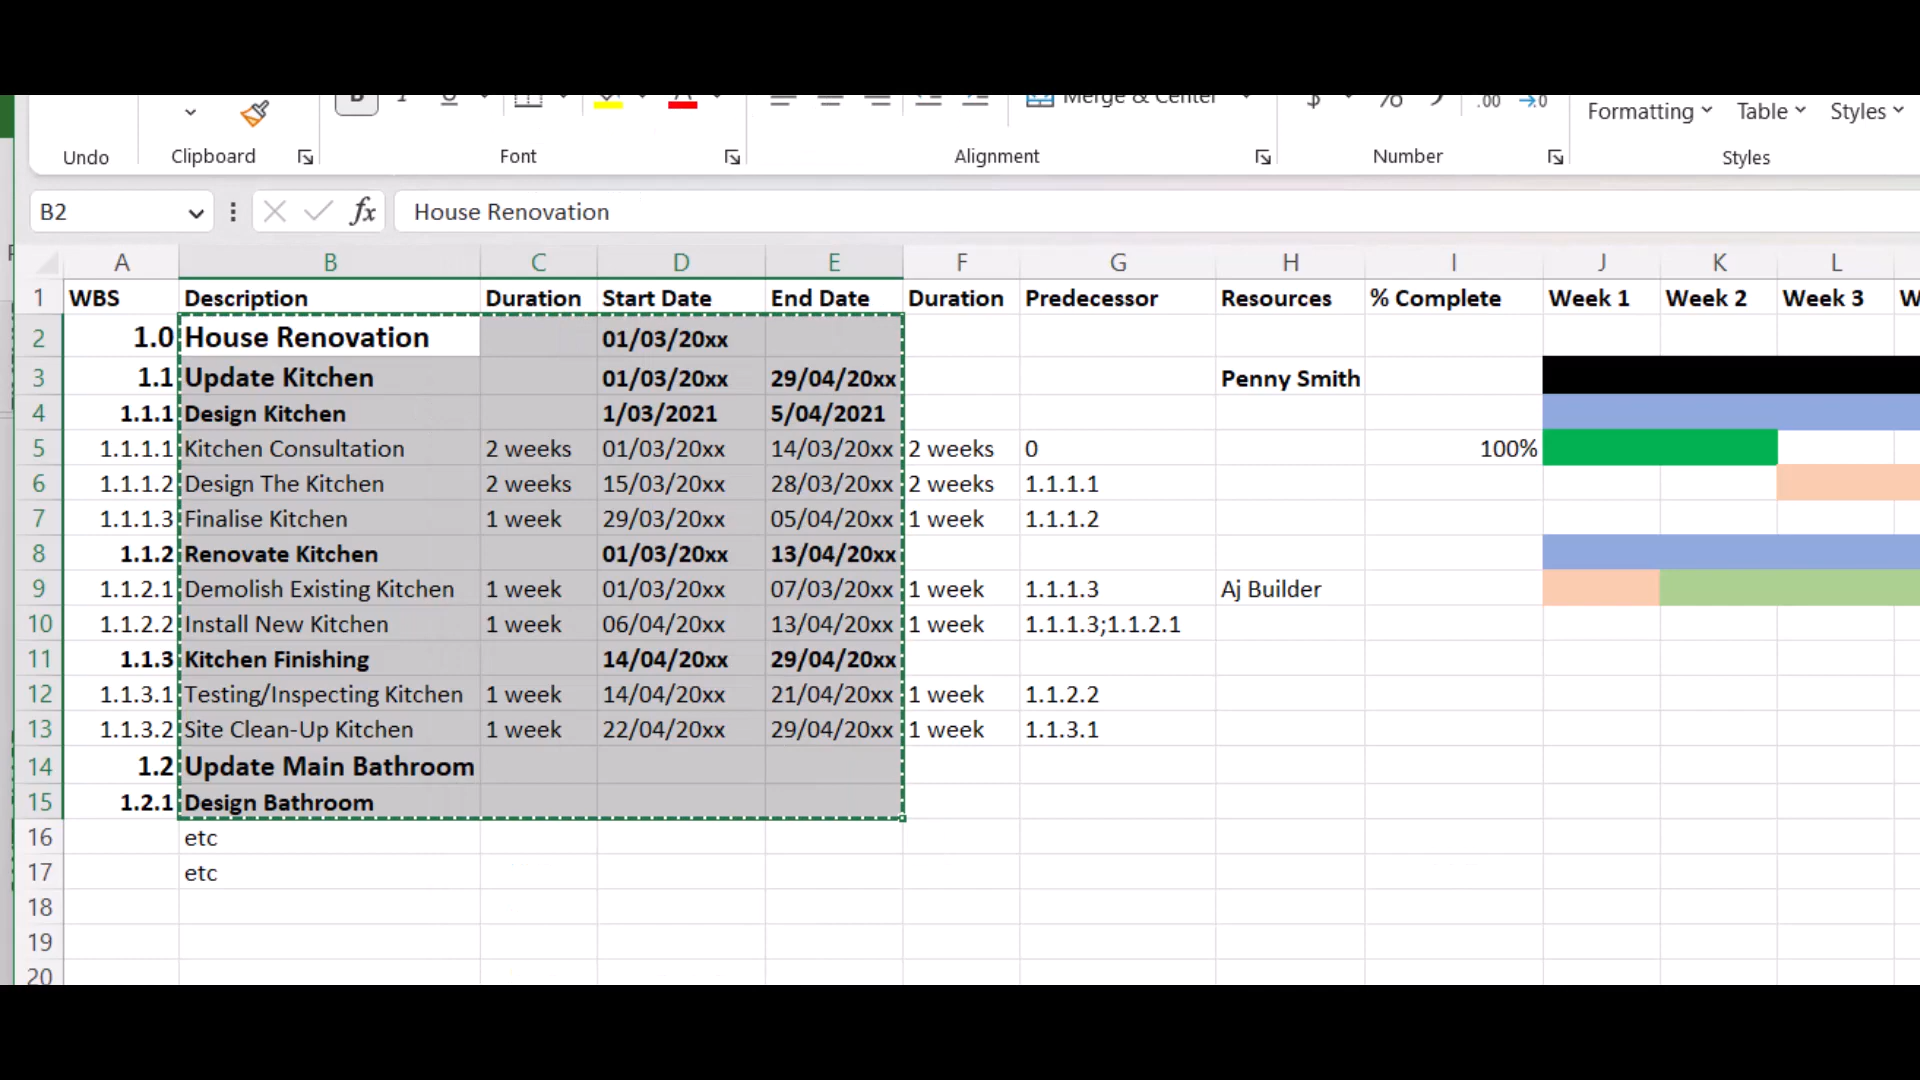 Merge & Center
Formatting Table Styles
Undo Clipboard Font Alignment Number Styles
B2 fx House Renovation
A B C D E F G H I J K L
1 WBS Description Duration Start Date End Date Duration Predecessor Resources % Complete Week 1 Week 2 Week 3 W
2 1.0 House Renovation 01/03/20xx
3 1.1 Update Kitchen 01/03/20xx 29/04/20xx Penny Smith
4 1.1.1 Design Kitchen 1/03/2021 5/04/2021
5 1.1.1.1 Kitchen Consultation 2 weeks 01/03/20xx 14/03/20xx 2 weeks 0 100%
6 1.1.1.2 Design The Kitchen 2 weeks 15/03/20xx 28/03/20xx 2 weeks 1.1.1.1
7 1.1.1.3 Finalise Kitchen 1 week 29/03/20xx 05/04/20xx 1 week 1.1.1.2
8 1.1.2 Renovate Kitchen 01/03/20xx 13/04/20xx
9 1.1.2.1 Demolish Existing Kitchen 1 week 01/03/20xx 07/03/20xx 1 week 1.1.1.3 Aj Builder
10 1.1.2.2 Install New Kitchen 1 week 06/04/20xx 13/04/20xx 1 week 1.1.1.3;1.1.2.1
11 1.1.3 Kitchen Finishing 14/04/20xx 29/04/20xx
12 1.1.3.1 Testing/Inspecting Kitchen 1 week 14/04/20xx 21/04/20xx 1 week 1.1.2.2
13 1.1.3.2 Site Clean-Up Kitchen 1 week 22/04/20xx 29/04/20xx 1 week 1.1.3.1
14 1.2 Update Main Bathroom
15 1.2.1 Design Bathroom
16 etc
17 etc
18
19
20